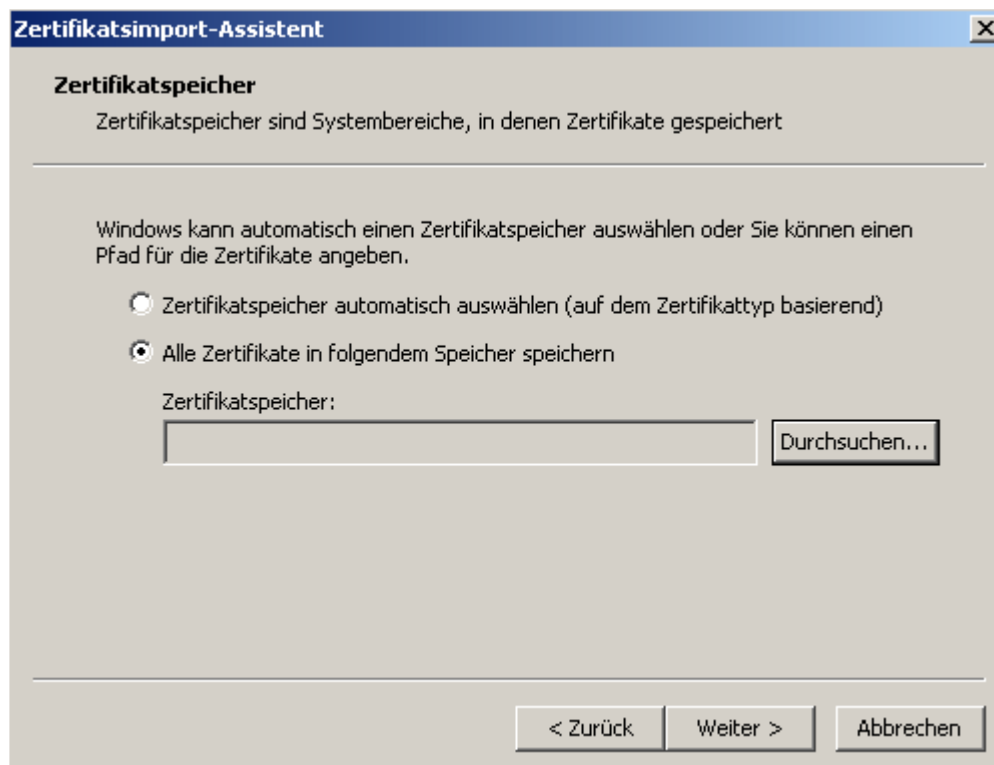 Zertifikatsimport-Assistent
Zertifikatspeicher
Zertifikatspeicher sind Systembereiche, in denen Zertifikate gespeichert
Windows kann automatisch einen Zertifikatspeicher auswählen oder Sie können einen
Pfad für die Zertifikate angeben.
Zertifikatspeicher automatisch auswählen (auf dem Zertifikattyp basierend)
Alle Zertifikate in folgendem Speicher speichern
Zertifikatspeicher:
Durchsuchen...
< Zurück Weiter > Abbrechen